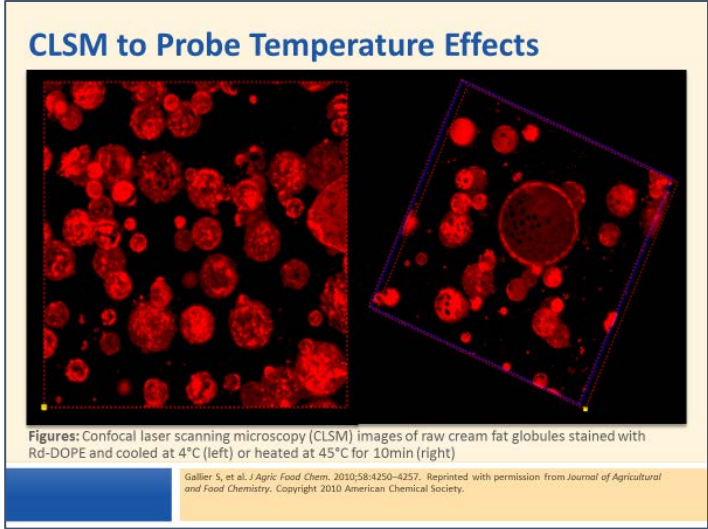 CLSM to Probe Temperature Effects
Figures: Confocal laser scanning microscopy (CLSM) images of raw cream fat globules stained with
Rd-DOPE and cooled at 4°C (left) or heated at 45°C for 10min (right)
Gallier S, et al. J Agric Food Chem. 2010;58:4250–4257. Reprinted with permission from Journal of Agricultural
and Food Chemistry. Copyright 2010 American Chemical Society.